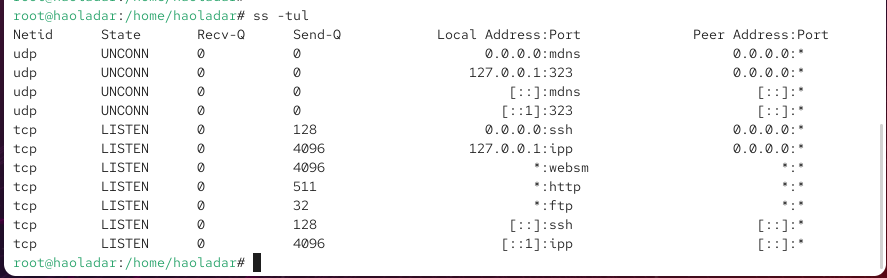 root@haoladar:/home/haoladar# ss -tul
Netid State Recv-Q Send-Q Local Address:Port Peer Address:Port
udp UNCONN 0 0 0.0.0.0:mdns 0.0.0.0:*
udp UNCONN 0 0 127.0.0.1:323 0.0.0.0:*
udp UNCONN 0 0 [::]:mdns [::]:*
udp UNCONN 0 0 [::1]:323 [::]:*
tcp LISTEN 0 128 0.0.0.0:ssh 0.0.0.0:*
tcp LISTEN 0 4096 127.0.0.1:ipp 0.0.0.0:*
tcp LISTEN 0 4096 *:websm *:*
tcp LISTEN 0 511 *:http *:*
tcp LISTEN 0 32 *:ftp *:*
tcp LISTEN 0 128 [::]:ssh [::]:*
tcp LISTEN 0 4096 [::1]:ipp [::]:*
root@haoladar:/home/haoladar#